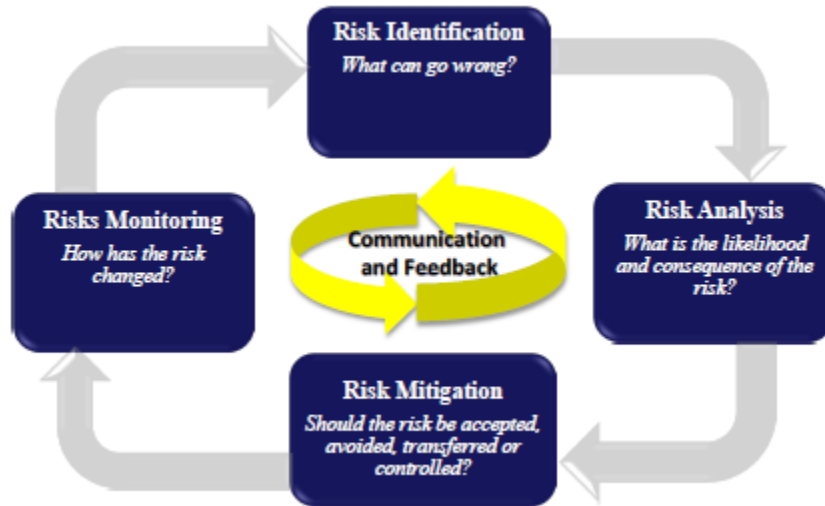 Risk Identification
What can go wrong?
Risks Monitoring
How has the risk
changed?
Communication
and Feedback
Risk Analysis
What is the likelihood
and consequence of the
risk?
Risk Mitigation
Should the risk be accepted,
avoided, transferred or
controlled?